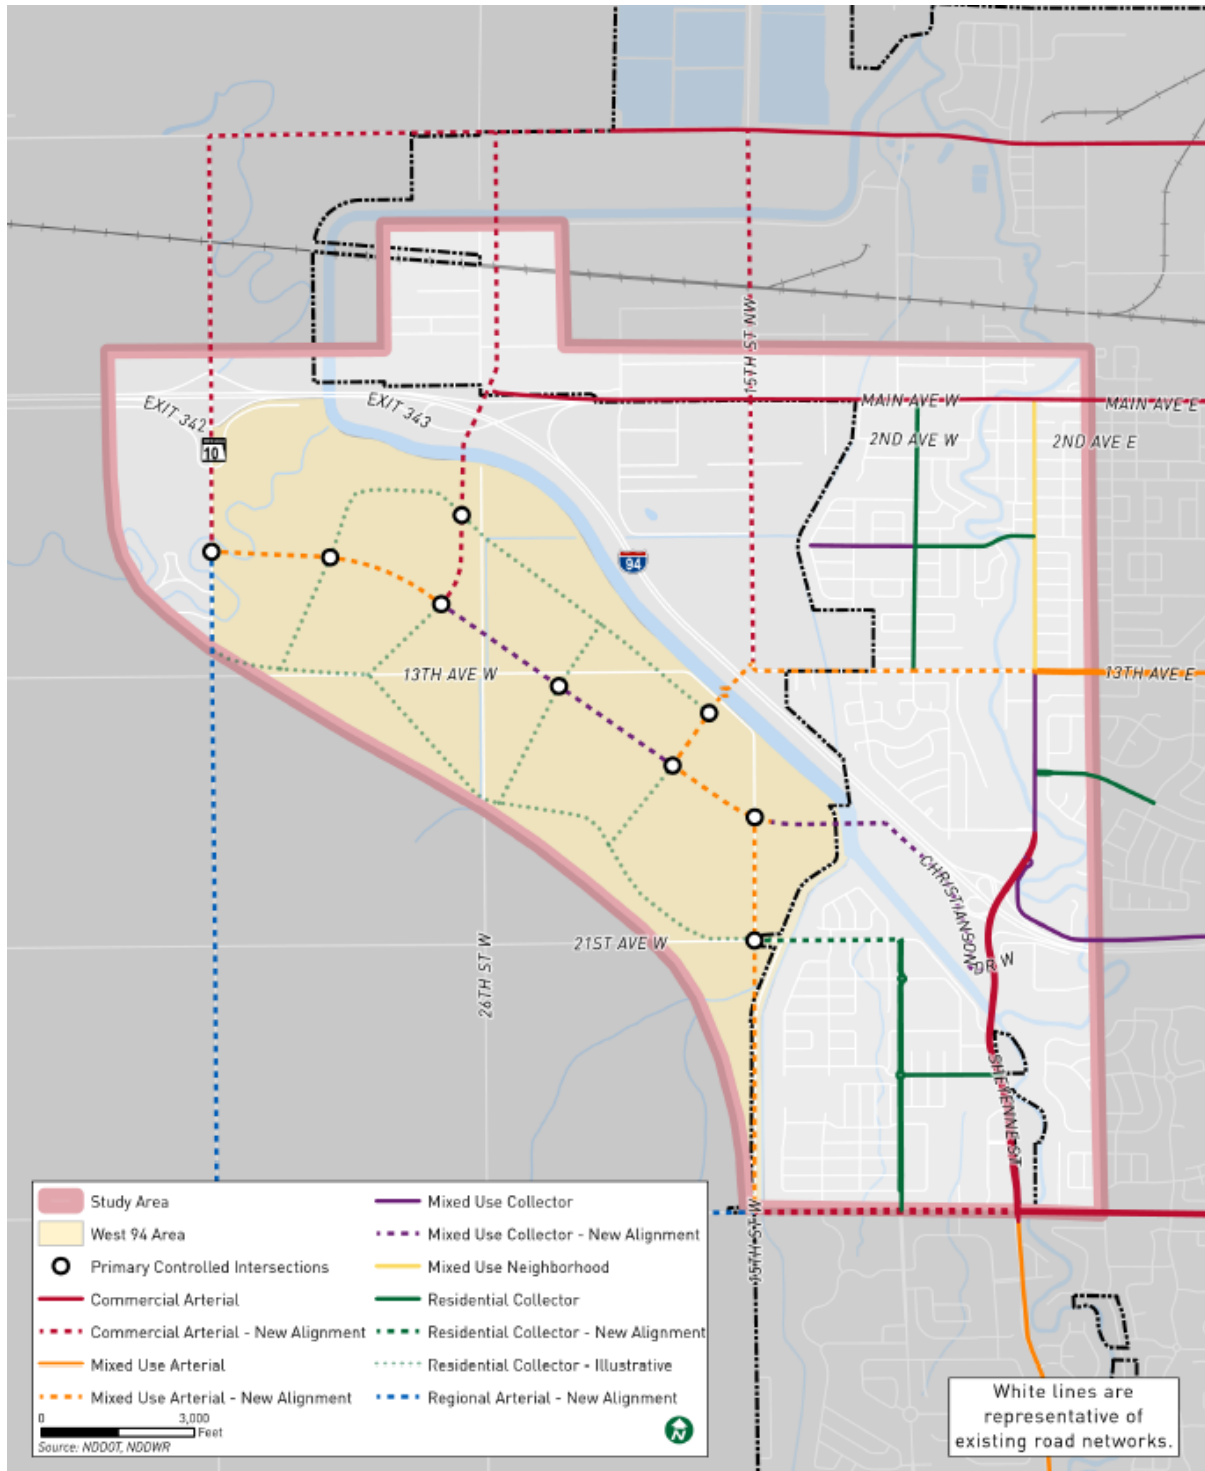 15TH ST NW
EXIT 342
EXIT 343
10
MAIN AVE W
MAIN AVE E
2ND AVE W
2ND AVE E
94
13TH AVE W
13TH AVE E
CHRISTIANSON
DR W
21ST AVE W
26TH ST W
SHEYENNE ST
15TH ST W
Study Area
West 94 Area
Primary Controlled Intersections
Commercial Arterial
Commercial Arterial - New Alignment
Mixed Use Arterial
Mixed Use Arterial - New Alignment
Mixed Use Collector
Mixed Use Collector - New Alignment
Mixed Use Neighborhood
Residential Collector
Residential Collector - New Alignment
Residential Collector - Illustrative
Regional Arterial - New Alignment
0 3,000
Feet
Source: NDDOT, NDDWR
N
White lines are
representative of
existing road networks.